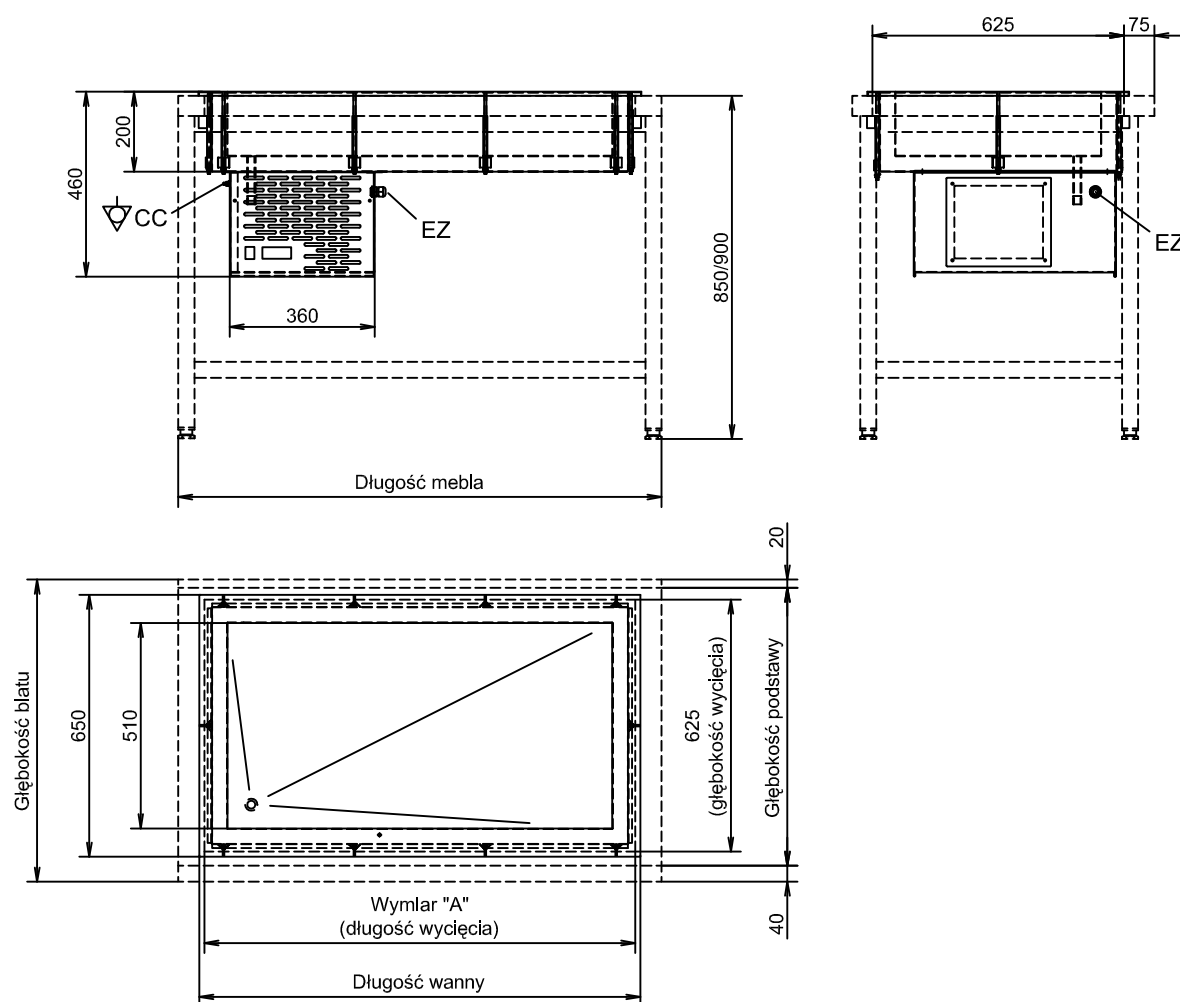 625
75
200
460
CC
EZ
360
850/900
EZ
Długość mebla
20
Głębokość blatu
650
510
625
(głębokość wycięcia)
Głębokość podstawy
40
Wymiar "A"
(długość wycięcia)
Długość wanny